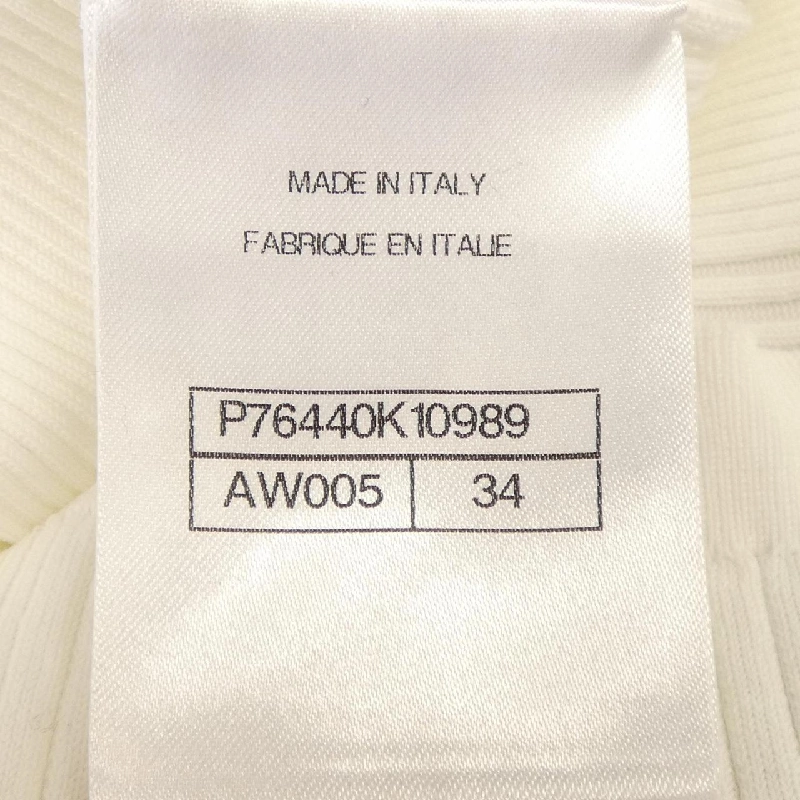 MADE IN ITALY
FABRIQUE EN ITALIE
P76440K10989
AW005 34